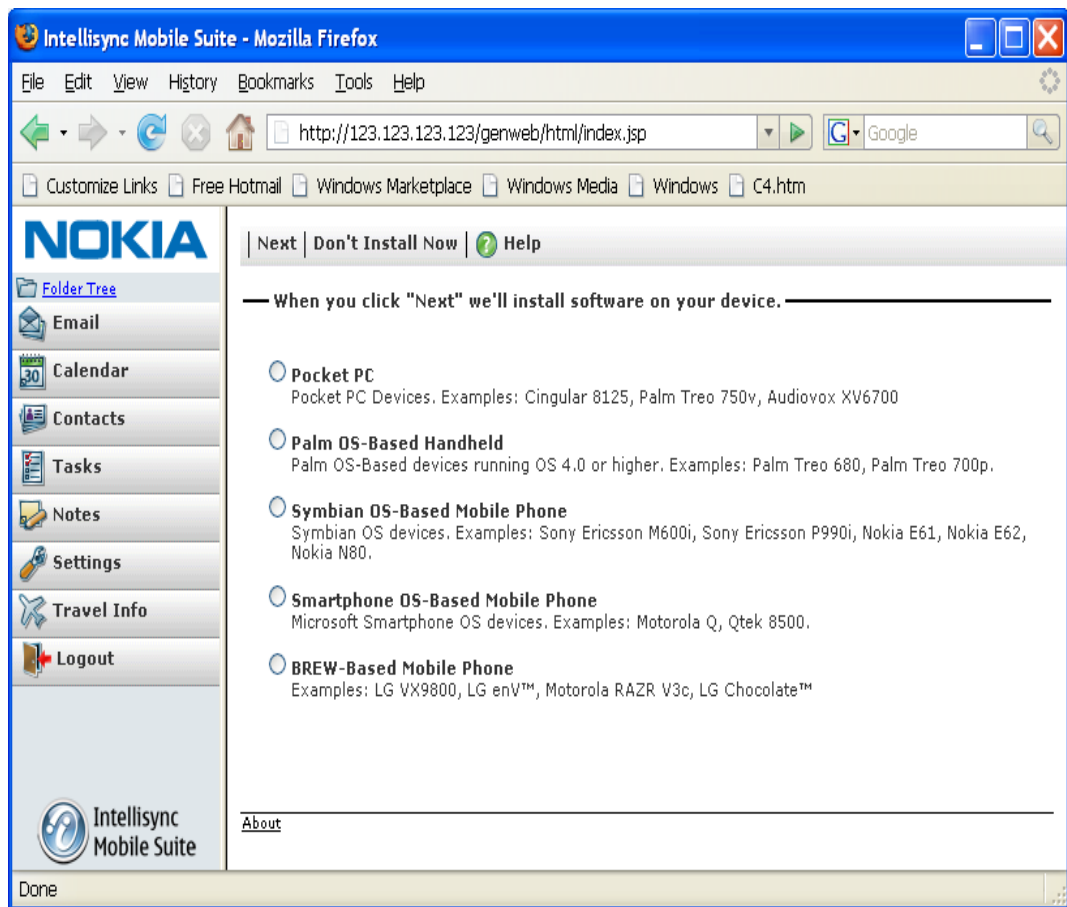 Intellisync Mobile Suite - Mozilla Firefox
File Edit View History Bookmarks Tools Help
http://123.123.123.123/genweb/html/index.jsp
G Google
Customize Links Free Hotmail Windows Marketplace Windows Media Windows C4.htm
NOKIA
Folder Tree
Email
30 Calendar
Contacts
Tasks
Notes
Settings
Travel Info
Logout
Intellisync
Mobile Suite
| Next | Don't Install Now | ? Help
When you click "Next" we'll install software on your device.
Pocket PC
Pocket PC Devices. Examples: Cingular 8125, Palm Treo 750v, Audiovox XV6700
Palm OS-Based Handheld
Palm OS-Based devices running OS 4.0 or higher. Examples: Palm Treo 680, Palm Treo 700p.
Symbian OS-Based Mobile Phone
Symbian OS devices. Examples: Sony Ericsson M600i, Sony Ericsson P990i, Nokia E61, Nokia E62,
Nokia N80.
Smartphone OS-Based Mobile Phone
Microsoft Smartphone OS devices. Examples: Motorola Q, Qtek 8500.
BREW-Based Mobile Phone
Examples: LG VX9800, LG enV™, Motorola RAZR V3c, LG Chocolate™
About
Done